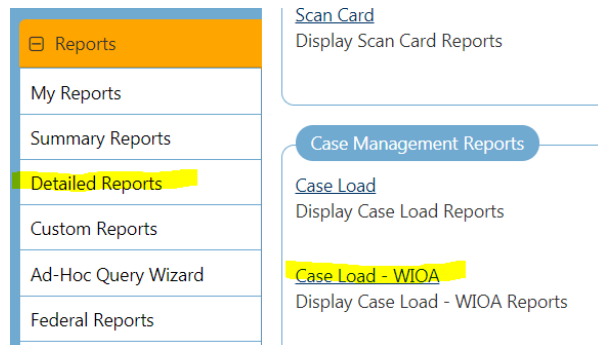 Reports
My Reports
Summary Reports
Detailed Reports
Custom Reports
Ad-Hoc Query Wizard
Federal Reports
Scan Card
Display Scan Card Reports
Case Management Reports
Case Load
Display Case Load Reports
Case Load - WIOA
Display Case Load - WIOA Reports